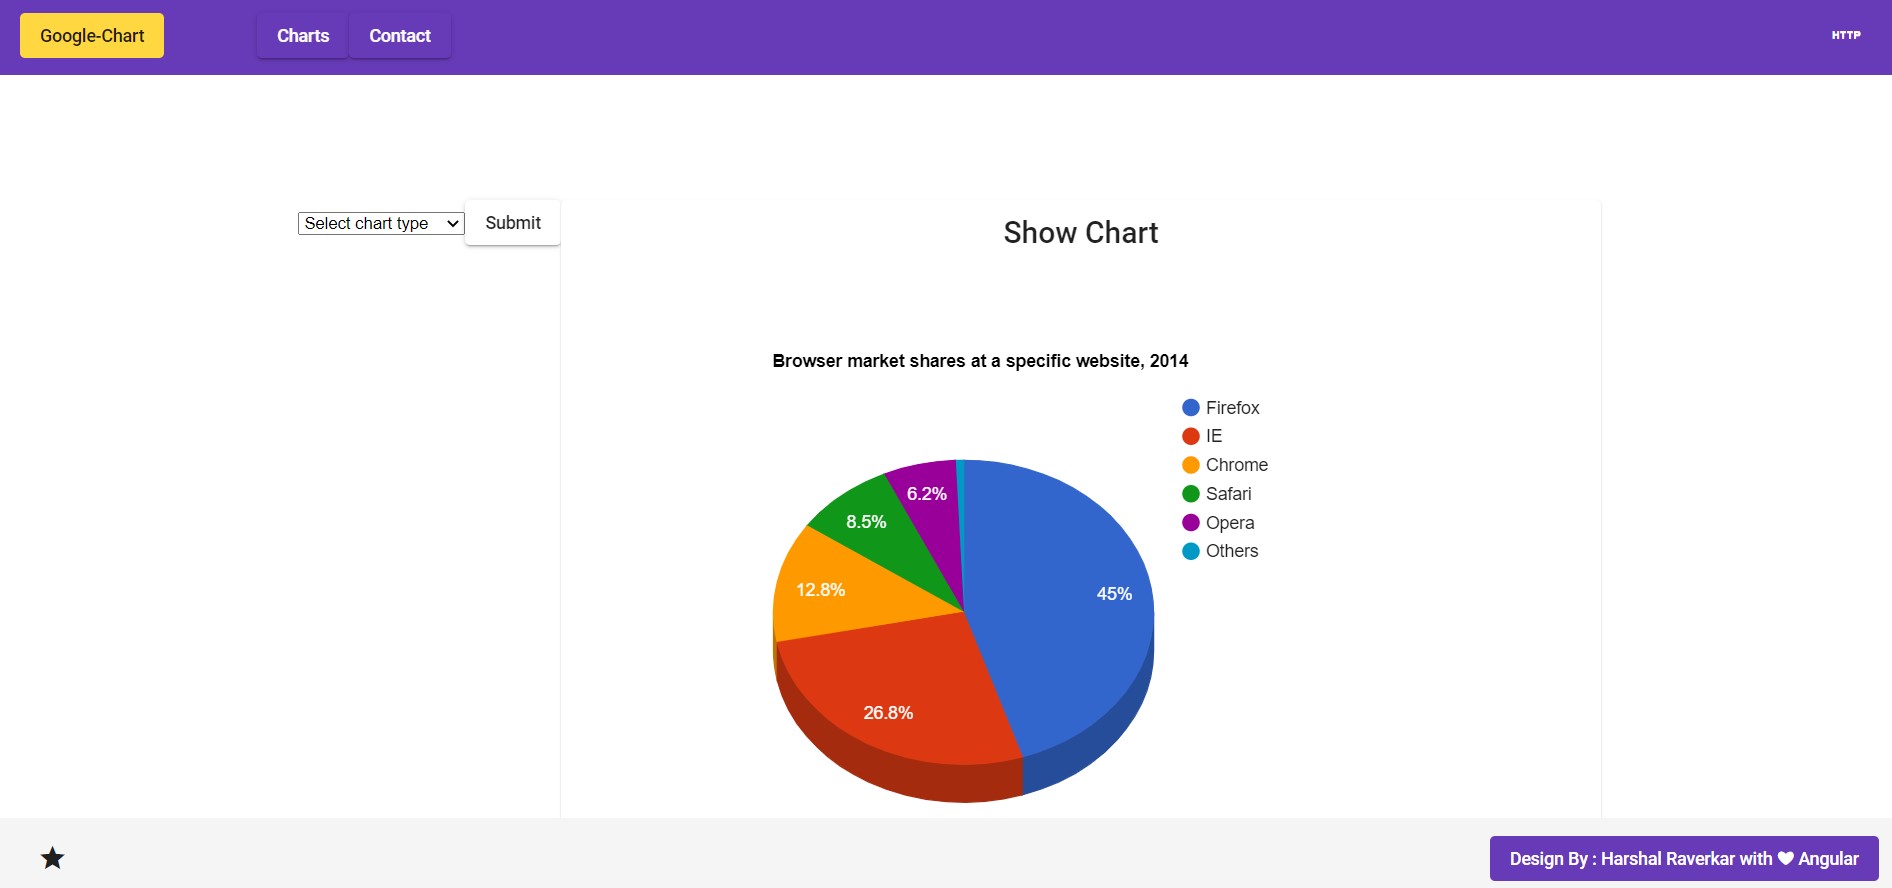 Google-Chart
Charts
Contact
HTTP
Select chart type
Submit
Show Chart
Browser market shares at a specific website, 2014
Firefox
IE
Chrome
Safari
Opera
Others
6.2%
8.5%
12.8%
45%
26.8%
Design By : Harshal Raverkar with ♥ Angular